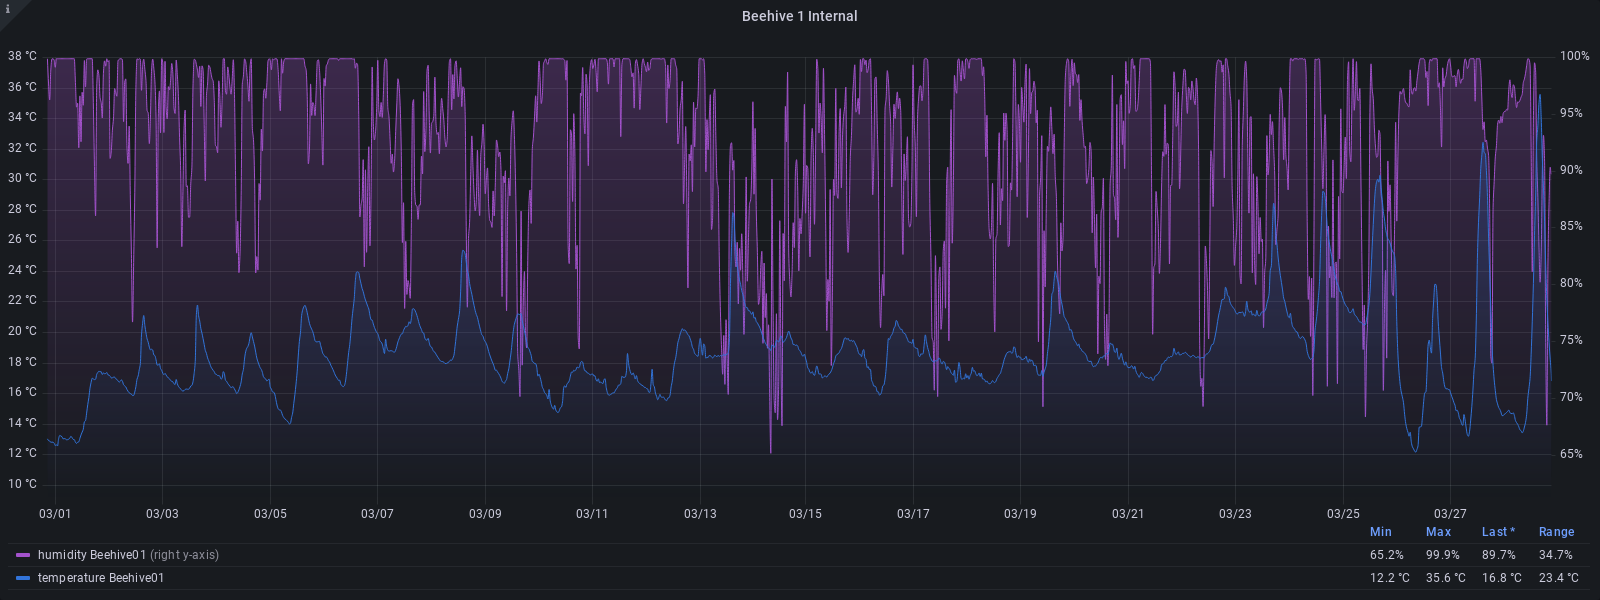 i
Beehive 1 Internal
38 °C
36 °C
34 °C
32 °C
30 °C
28 °C
26 °C
24 °C
22 °C
20 °C
18 °C
16 °C
14 °C
12 °C
10 °C
100%
95%
90%
85%
80%
75%
70%
65%
03/01 03/03 03/05 03/07 03/09 03/11 03/13 03/15 03/17 03/19 03/21 03/23 03/25 03/27
Min Max Last * Range
humidity Beehive01 (right y-axis) 65.2% 99.9% 89.7% 34.7%
temperature Beehive01 12.2 °C 35.6 °C 16.8 °C 23.4 °C